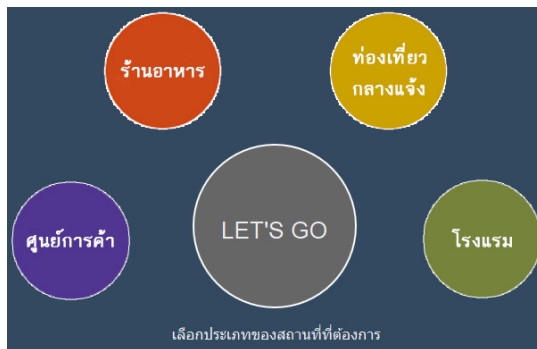 ร้านอาหาร
ท่องเที่ยว
กลางแจ้ง
ศูนย์การค้า
LET'S GO
โรงแรม
เลือกประเภทของสถานที่ที่ต้องการ